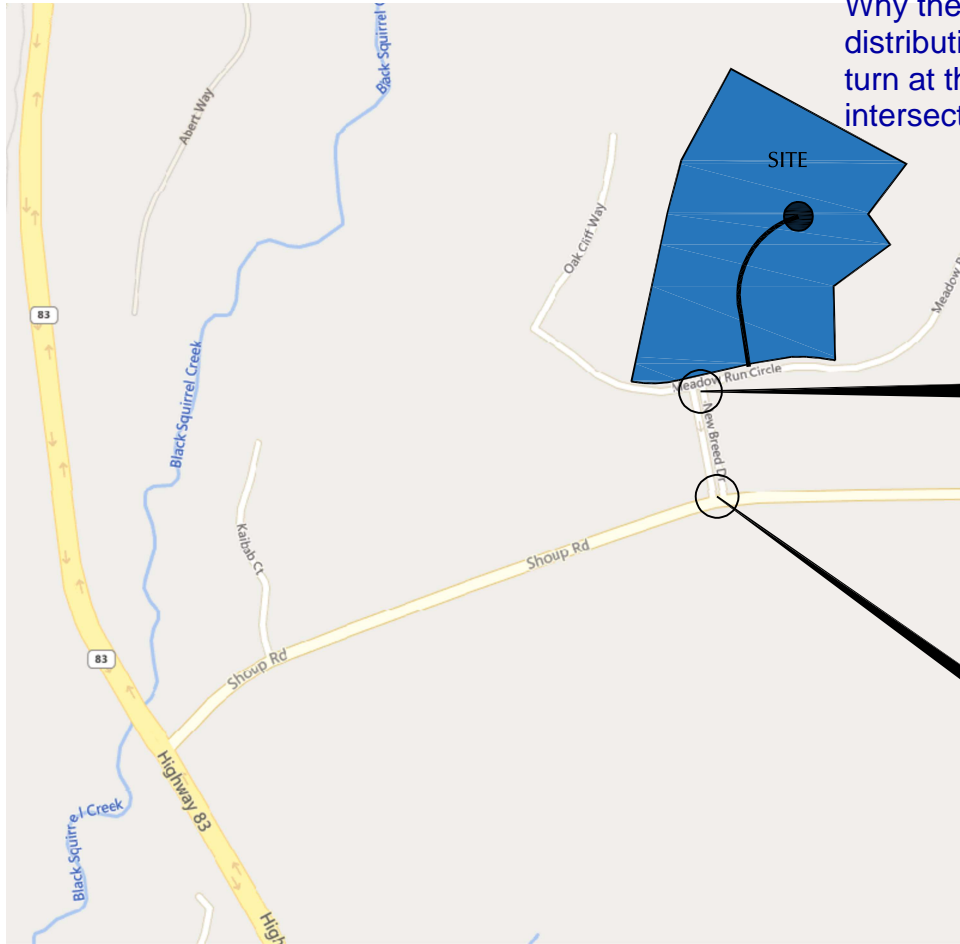 Why the
distributi
turn at th
intersect
SITE
Black Squirrel C
Abert Way
Oak Cliff Way
Meadow R
83
Black Squirrel Creek
Meadow Run Circle
New Breed Dr
Kaibab Ct
Shoup Rd
83
Shoup Rd
Highway 83
Black Squirrel Creek
High